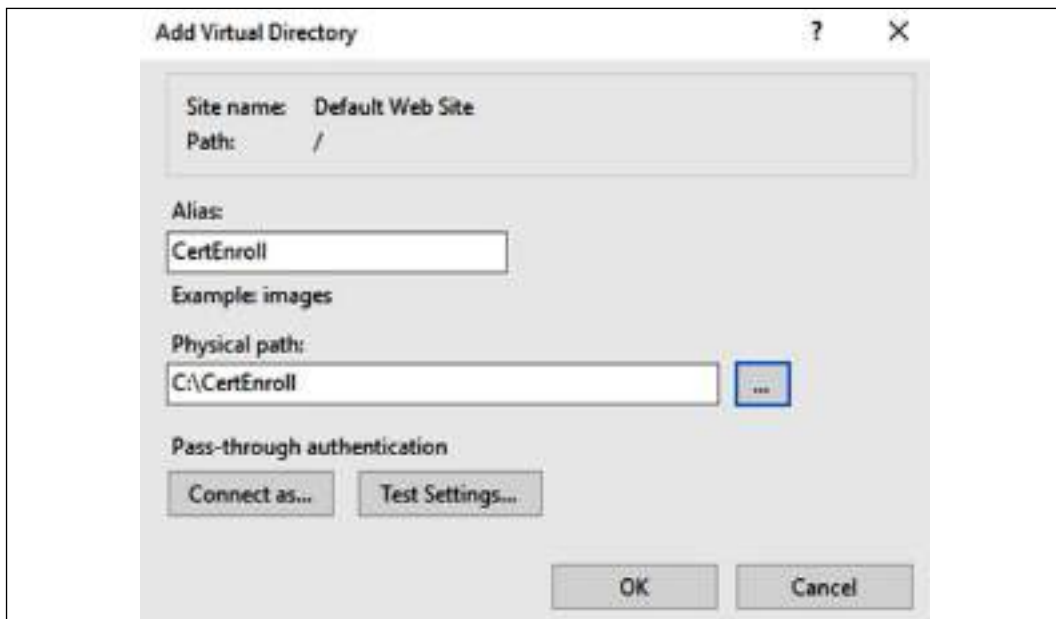 Add Virtual Directory ? X
Site name: Default Web Site
Path: /
Alias:
CertEnroll
Example: images
Physical path:
C:\CertEnroll ...
Pass-through authentication
Connect as... Test Settings...
OK Cancel